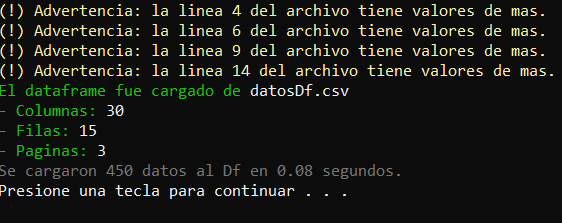 (!) Advertencia: la linea 4 del archivo tiene valores de mas.
(!) Advertencia: la linea 6 del archivo tiene valores de mas.
(!) Advertencia: la linea 9 del archivo tiene valores de mas.
(!) Advertencia: la linea 14 del archivo tiene valores de mas.
El dataframe fue cargado de datosDf.csv
- Columnas: 30
- Filas: 15
- Paginas: 3
Se cargaron 450 datos al Df en 0.08 segundos.
Presione una tecla para continuar . . .